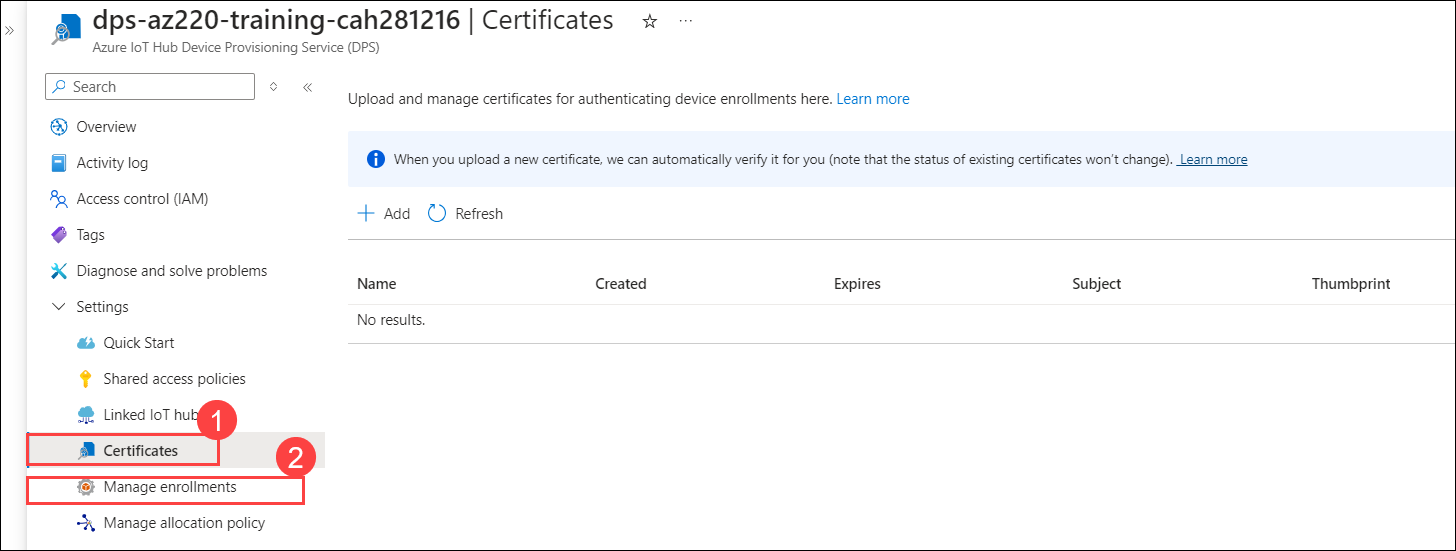 dps-az220-training-cah281216 | Certificates ☆ ···
Azure IoT Hub Device Provisioning Service (DPS)
Search
Overview
Activity log
Access control (IAM)
Tags
Diagnose and solve problems
Settings
Quick Start
Shared access policies
Linked IoT hub
1
Certificates
2
Manage enrollments
Manage allocation policy
Upload and manage certificates for authenticating device enrollments here. Learn more
When you upload a new certificate, we can automatically verify it for you (note that the status of existing certificates won't change). Learn more
Add Refresh
Name Created Expires Subject Thumbprint
No results.